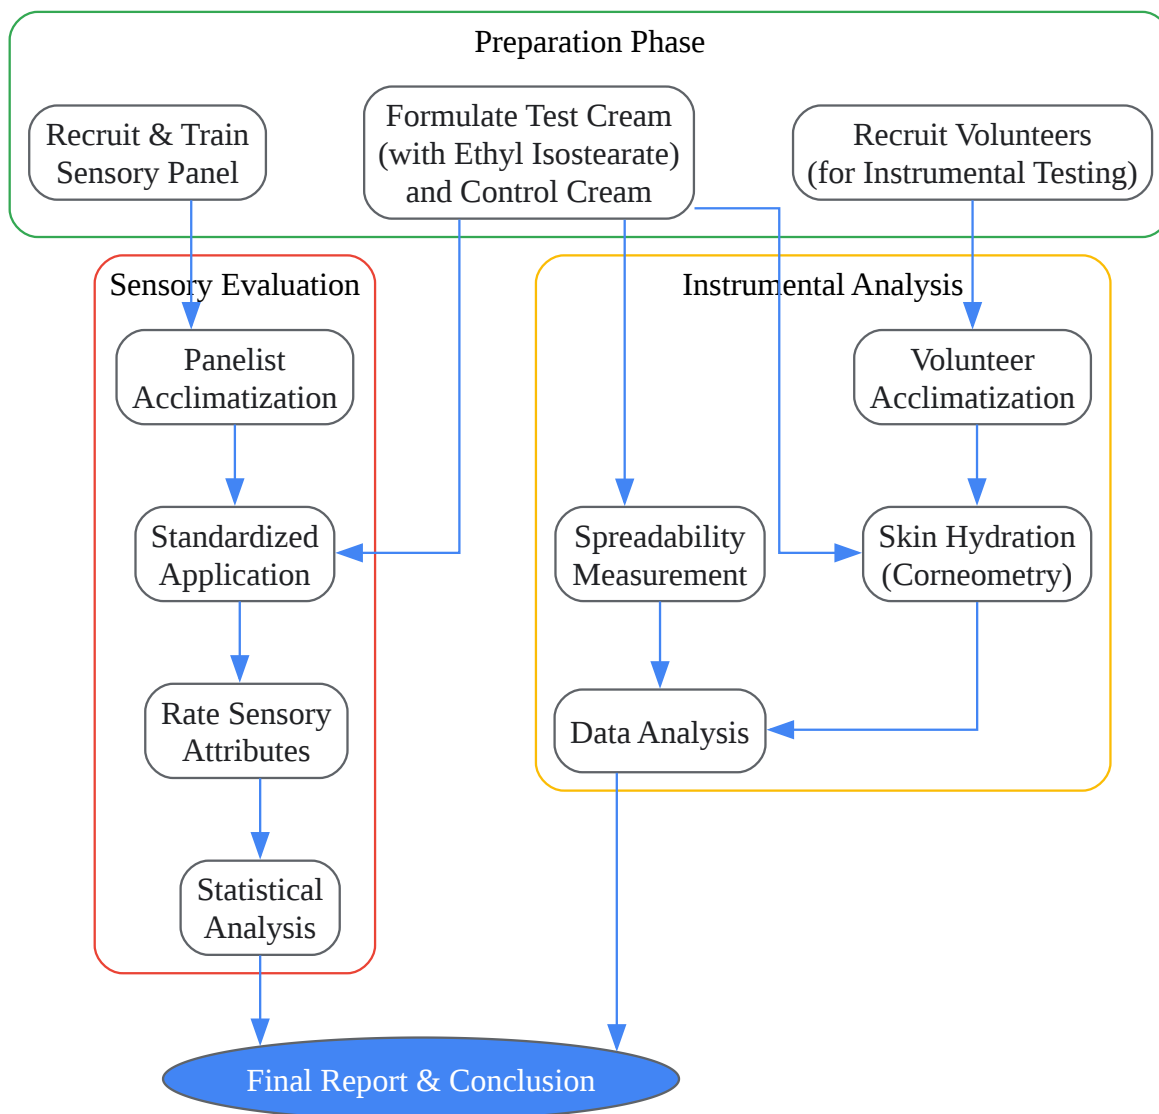 Preparation Phase
Recruit & Train
Sensory Panel
Formulate Test Cream
(with Ethyl Isostearate)
and Control Cream
Recruit Volunteers
(for Instrumental Testing)
Sensory Evaluation
Panelist
Acclimatization
Standardized
Application
Rate Sensory
Attributes
Statistical
Analysis
Instrumental Analysis
Volunteer
Acclimatization
Spreadability
Measurement
Skin Hydration
(Corneometry)
Data Analysis
Final Report & Conclusion